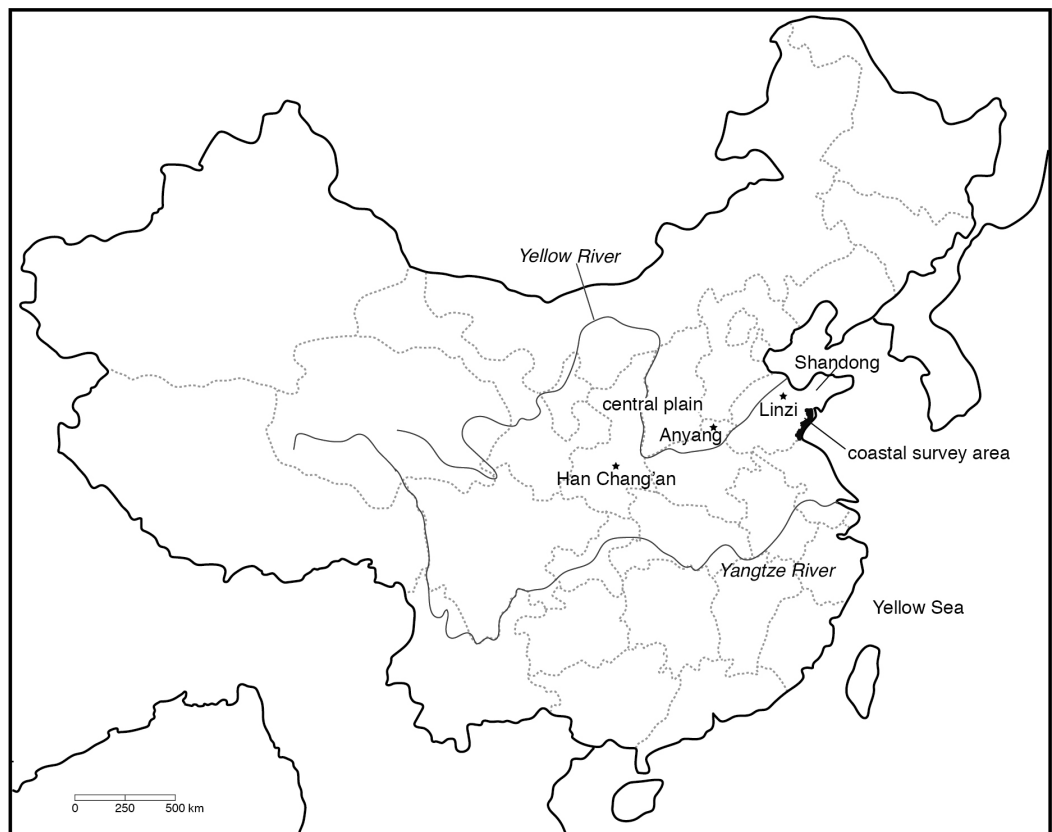 Yellow River
Shandong
central plain
Linzi
Anyang
coastal survey area
Han Chang'an
Yangtze River
Yellow Sea
0 250 500 km